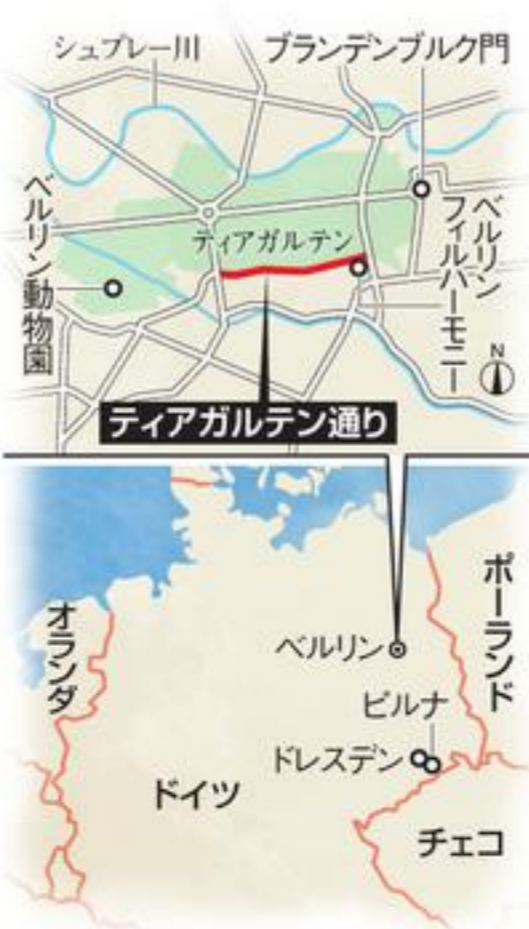 シュプレー川
ブランデンブルク門
ベルリン動物園
ティアガルテン
ベルリン
フィルハーモニー
N
ティアガルテン通り
オランダ
ポーランド
ベルリン
ピルナ
ドレスデン
ドイツ
チェコ